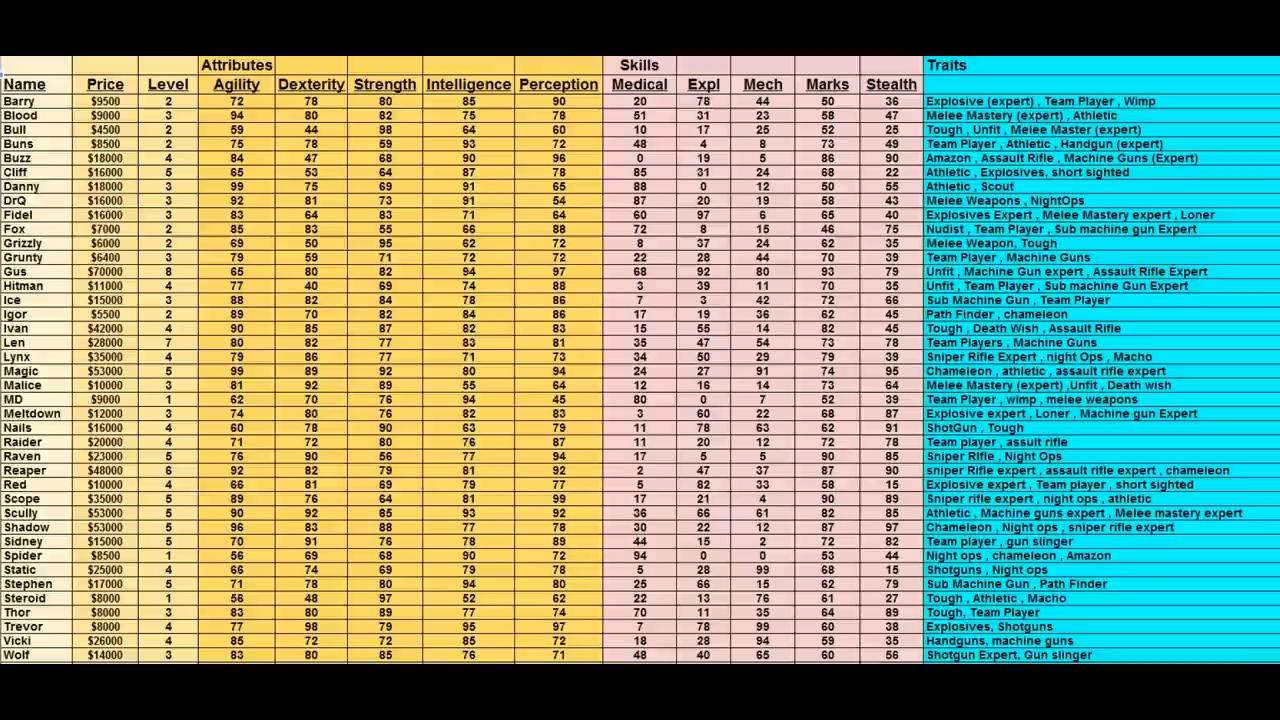 Attributes Skills Traits
Name Price Level Agility Dexterity Strength Intelligence Perception Medical Expl Mech Marks Stealth
Barry $9500 2 72 78 80 85 90 20 78 44 50 36 Explosive (expert) , Team Player , Wimp
Blood $9000 3 94 80 82 75 78 51 31 23 58 47 Melee Mastery (expert) , Athletic
Bull $4500 2 59 44 98 64 60 10 17 25 52 25 Tough , Unfit , Melee Master (expert)
Buns $8500 2 75 78 59 93 72 48 4 8 73 49 Team Player , Athletic , Handgun (expert)
Buzz $18000 4 84 47 68 90 96 0 19 5 86 90 Amazon , Assault Rifle , Machine Guns (Expert)
Cliff $16000 5 65 53 64 87 78 85 31 24 68 22 Athletic , Explosives, short sighted
Danny $18000 3 99 75 69 91 65 88 0 12 50 55 Athletic , Scout
DrQ $16000 3 92 81 73 91 54 87 20 19 58 43 Melee Weapons , NightOps
Fidel $16000 3 83 64 83 71 64 60 97 6 65 40 Explosives Expert , Melee Mastery expert , Loner
Fox $7000 2 85 83 55 66 88 72 8 15 46 75 Nudist , Team Player , Sub machine gun Expert
Grizzly $6000 2 69 50 95 62 72 8 37 24 62 35 Melee Weapon, Tough
Grunty $6400 3 79 59 71 72 72 22 28 44 70 39 Team Player , Machine Guns
Gus $70000 8 65 80 82 94 97 68 92 80 93 79 Unfit , Machine Gun expert , Assault Rifle Expert
Hitman $11000 4 77 40 69 74 88 3 39 11 70 35 Unfit , Team Player , Sub machine Gun Expert
Ice $15000 3 88 82 84 78 86 7 3 42 72 66 Sub Machine Gun , Team Player
Igor $5500 2 89 70 82 84 86 17 19 36 62 45 Path Finder , chameleon
Ivan $42000 4 90 85 87 82 83 15 55 14 82 45 Tough , Death Wish , Assault Rifle
Len $28000 7 80 82 77 83 81 35 47 54 73 78 Team Players , Machine Guns
Lynx $35000 4 79 86 77 71 73 34 50 29 79 39 Sniper Rifle Expert , night Ops , Macho
Magic $53000 5 99 89 92 80 94 24 27 91 74 95 Chameleon , athletic , assault rifle expert
Malice $10000 3 81 92 89 55 64 12 16 14 73 64 Melee Mastery (expert) ,Unfit , Death wish
MD $9000 1 62 70 76 94 45 80 0 7 52 39 Team Player , wimp , melee weapons
Meltdown $12000 3 74 80 76 82 83 3 60 22 68 87 Explosive expert , Loner , Machine gun Expert
Nails $16000 4 60 78 90 63 79 11 78 63 62 91 ShotGun , Tough
Raider $20000 4 71 72 80 76 87 11 20 12 72 78 Team player , assult rifle
Raven $23000 5 76 90 56 77 94 17 5 5 90 85 Sniper Rifle , Night Ops
Reaper $48000 6 92 82 79 81 92 2 47 37 87 90 sniper Rifle expert , assault rifle expert , chameleon
Red $10000 4 66 81 69 79 77 5 82 33 58 15 Explosive expert , Team player , short sighted
Scope $35000 5 89 76 64 81 99 17 21 4 90 89 Sniper rifle expert , night ops , athletic
Scully $53000 5 90 92 85 93 92 36 66 61 82 85 Athletic , Machine guns expert , Melee mastery expert
Shadow $53000 5 96 83 88 77 78 30 22 12 87 97 Chameleon , Night ops , sniper rifle expert
Sidney $15000 5 70 91 76 78 89 44 15 2 72 82 Team player , gun slinger
Spider $8500 1 56 69 68 90 72 94 0 0 53 44 Night ops , chameleon , Amazon
Static $25000 4 66 74 69 79 78 5 28 99 68 15 Shotguns , Night ops
Stephen $17000 5 71 78 80 94 80 25 66 15 62 79 Sub Machine Gun , Path Finder
Steroid $8000 1 56 48 97 52 62 22 13 76 61 27 Tough , Athletic , Macho
Thor $8000 3 83 80 89 77 74 70 11 35 64 89 Tough, Team Player
Trevor $8000 4 77 98 79 95 97 7 78 99 60 38 Explosives, Shotguns
Vicki $26000 4 85 72 72 85 72 18 28 94 59 35 Handguns, machine guns
Wolf $14000 3 83 80 85 76 71 48 40 65 60 56 Shotgun Expert, Gun slinger